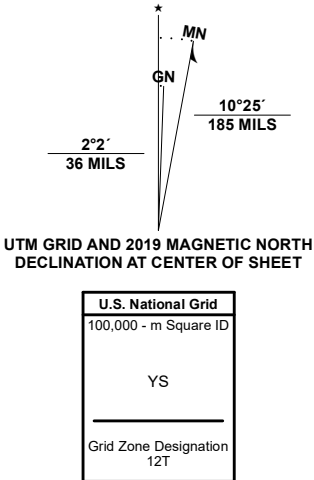 ★
MN
GN
10°25´
185 MILS
2°2´
36 MILS
UTM GRID AND 2019 MAGNETIC NORTH
DECLINATION AT CENTER OF SHEET
U.S. National Grid
100,000 - m Square ID
YS
Grid Zone Designation
12T